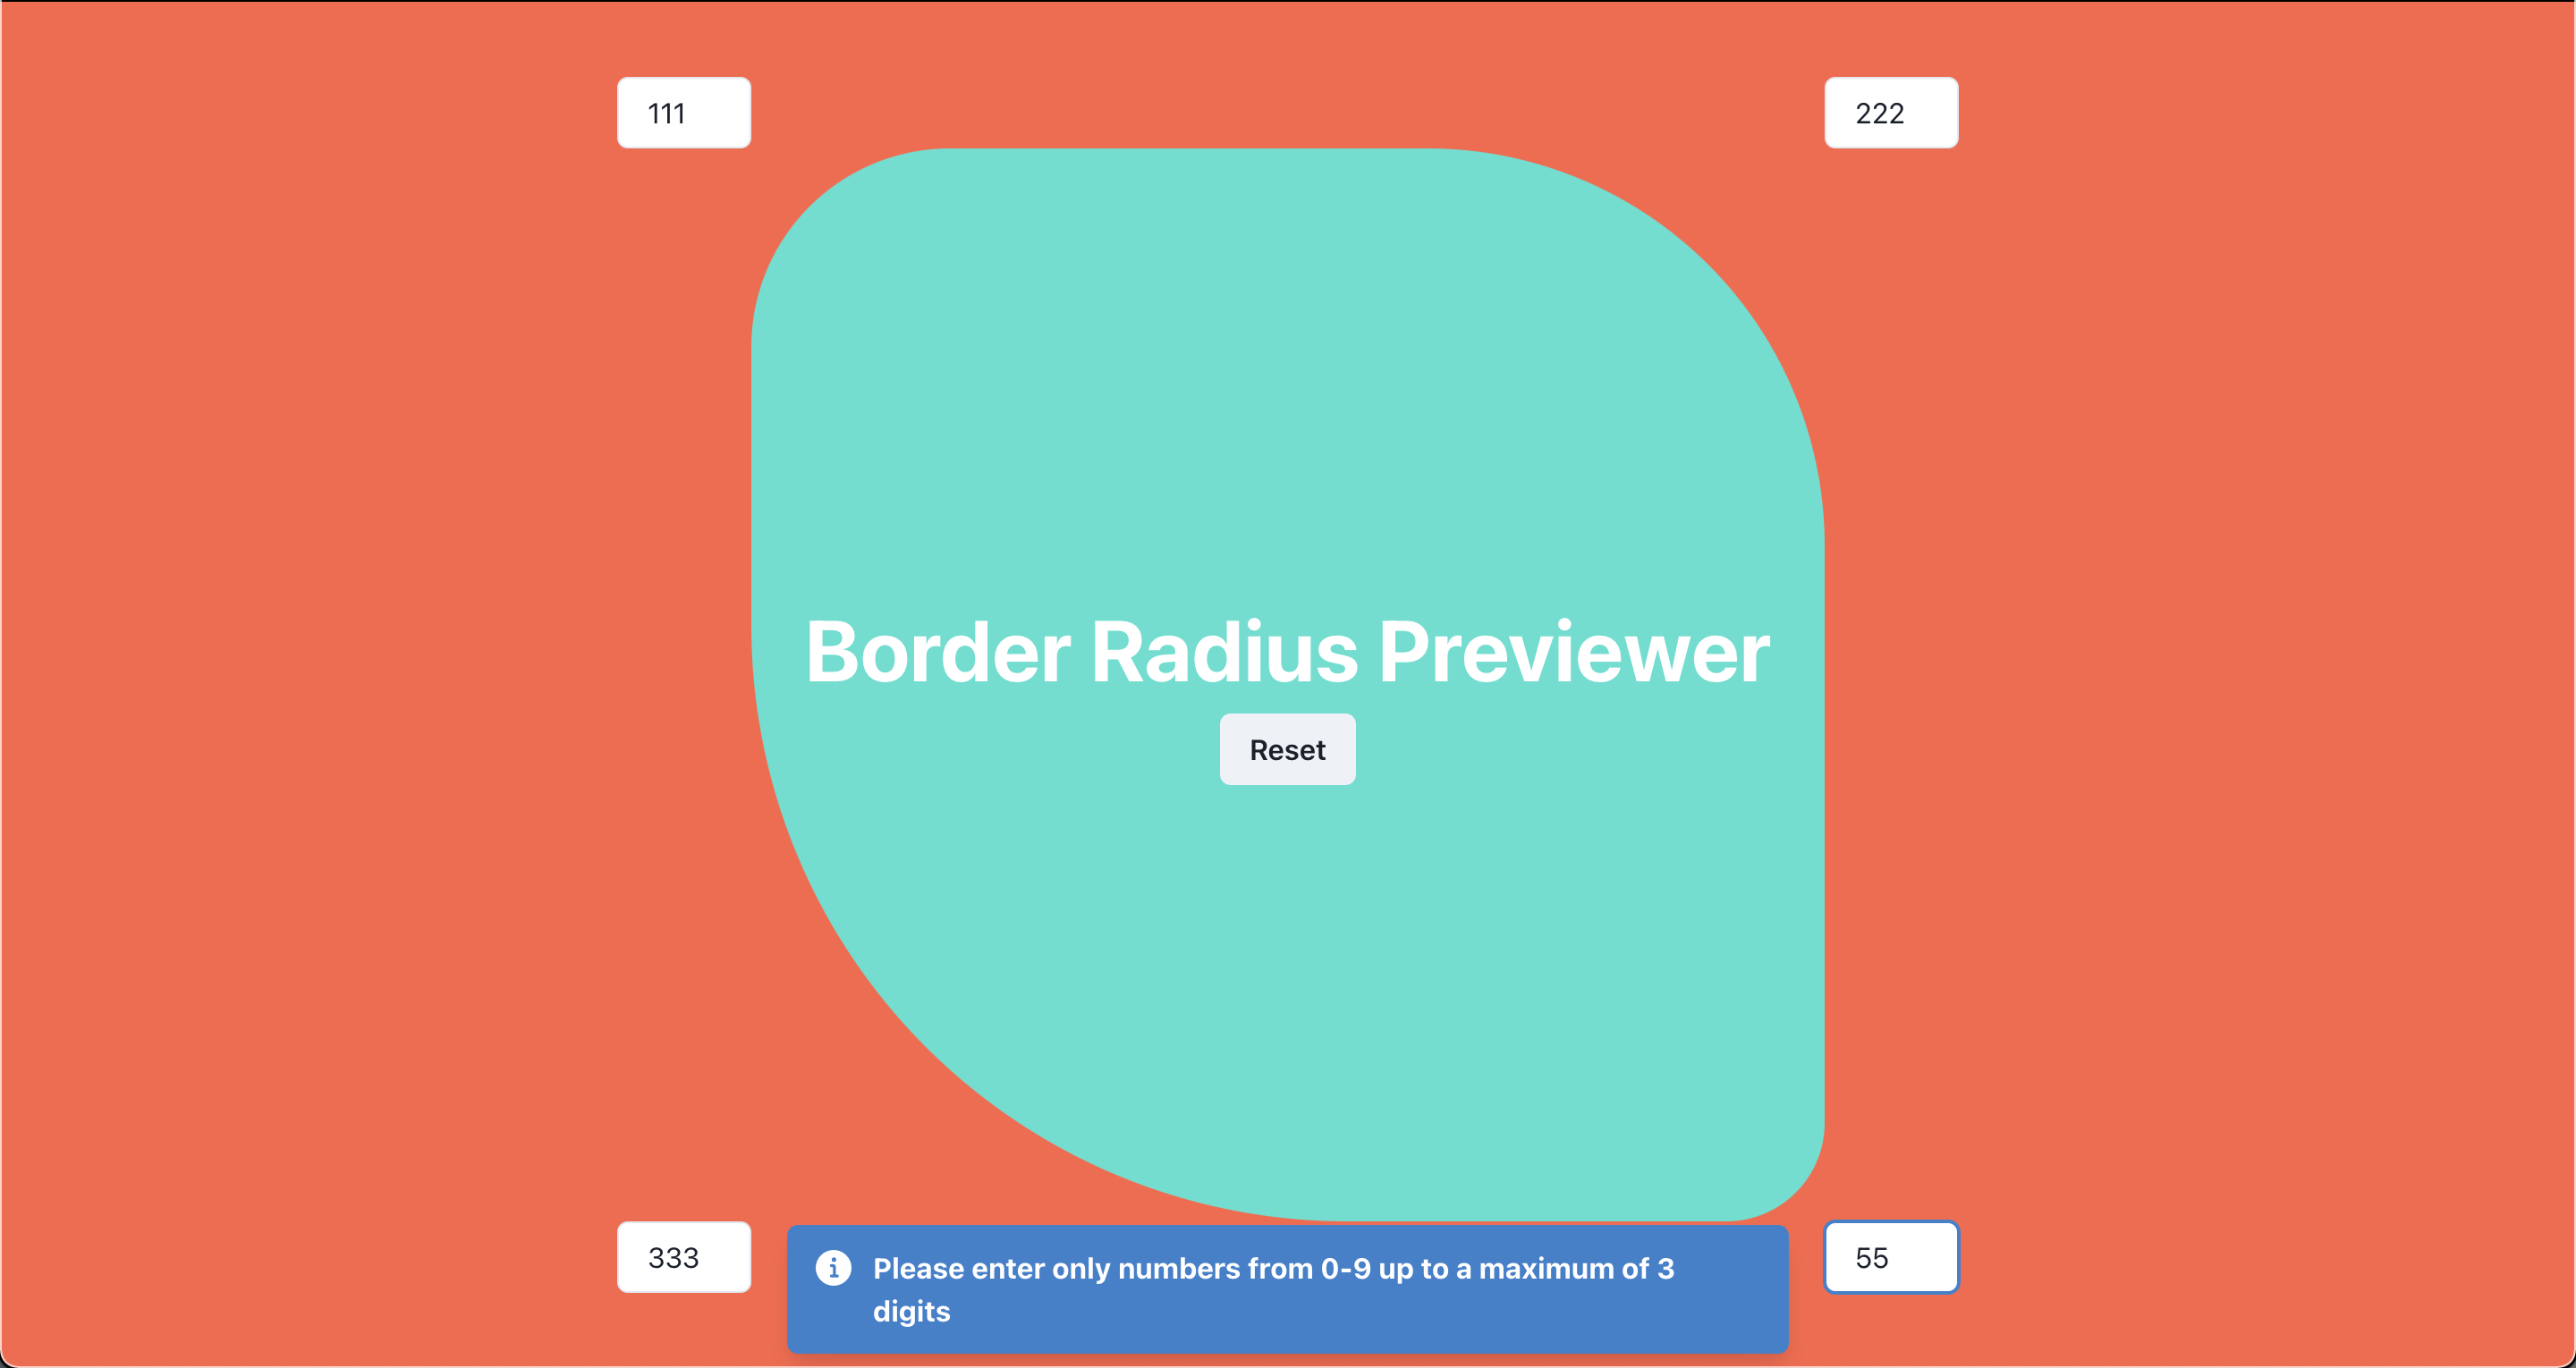 111
222
Border Radius Previewer
Reset
333
Please enter only numbers from 0-9 up to a maximum of 3
digits
55